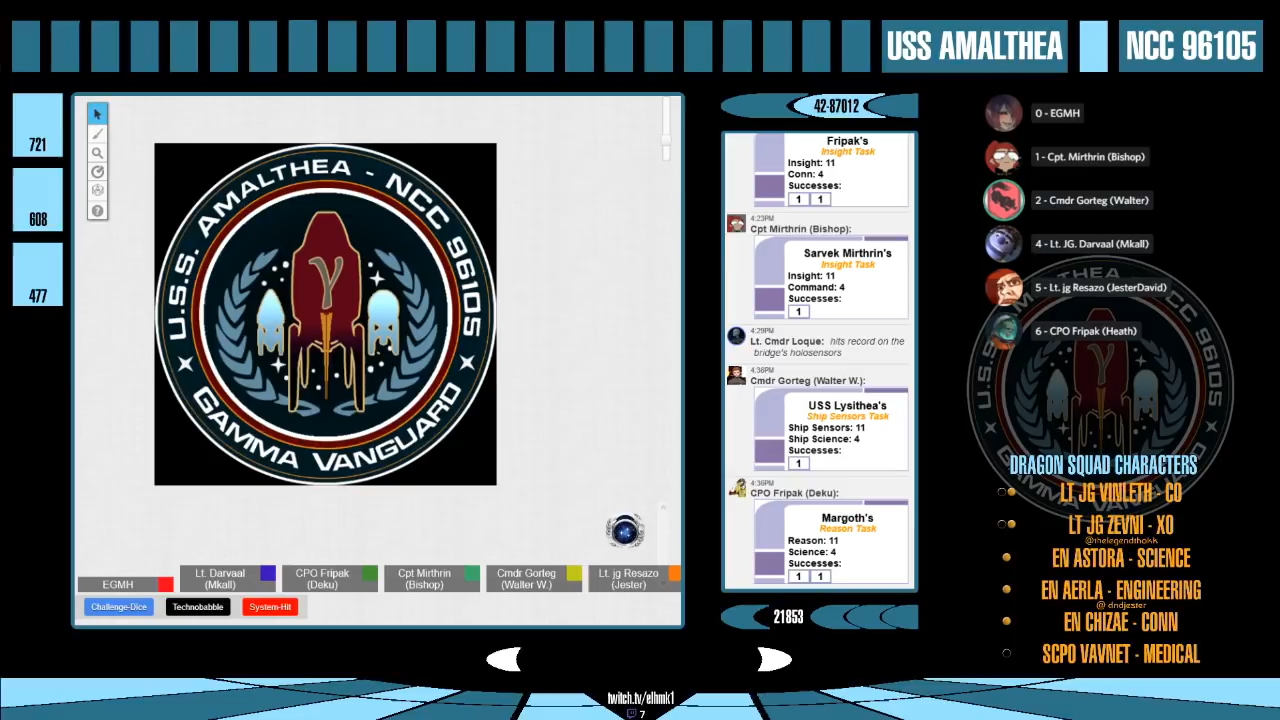 USS AMALTHEA
NCC 96105
721
608
477
U.S.S. AMALTHEA - NCC 96105
GAMMA VANGUARD
γ
EGMH
Lt. Darvaal
(Mkall)
CPO Fripak
(Deku)
Cpt Mirthrin
(Bishop)
Cmdr Gorteg
(Walter W.)
Lt. jg Resazo
(Jester)
Challenge-Dice
Technobabble
System-Hit
42-87012
Fripak's
Insight Task
Insight: 11
Conn: 4
Successes:
1 1
4:23PM
Cpt Mirthrin (Bishop):
Sarvek Mirthrin's
Insight Task
Insight: 11
Command: 4
Successes:
1
4:29PM
Lt. Cmdr Loque: hits record on the
bridge's holosensors
4:36PM
Cmdr Gorteg (Walter W.):
USS Lysithea's
Ship Sensors Task
Ship Sensors: 11
Ship Science: 4
Successes:
1
4:36PM
CPO Fripak (Deku):
Margoth's
Reason Task
Reason: 11
Science: 4
Successes:
1 1
21853
0 - EGMH
1 - Cpt. Mirthrin (Bishop)
2 - Cmdr Gorteg (Walter)
4 - Lt. JG. Darvaal (Mkall)
5 - Lt. jg Resazo (JesterDavid)
6 - CPO Fripak (Heath)
DRAGON SQUAD CHARACTERS
LT JG VINLETH - CO
LT JG ZEVNI - XO
@thelegendthokk
EN ASTORA - SCIENCE
EN AERLA - ENGINEERING
@dndjester
EN CHIZAE - CONN
SCPO VAVNET - MEDICAL
twitch.tv/elhmk1
7